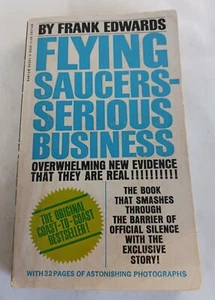 BY FRANK EDWARDS
FLYING
SAUCERS-
SERIOUS
BUSINESS
OVERWHELMING NEW EVIDENCE
THAT THEY ARE REAL!!!!!!!!!!
THE ORIGINAL
COAST-TO-COAST
BESTSELLER!
THE BOOK
THAT SMASHES
THROUGH
THE BARRIER OF
OFFICIAL SILENCE
WITH THE
EXCLUSIVE
STORY!
WITH 32 PAGES OF ASTONISHING PHOTOGRAPHS